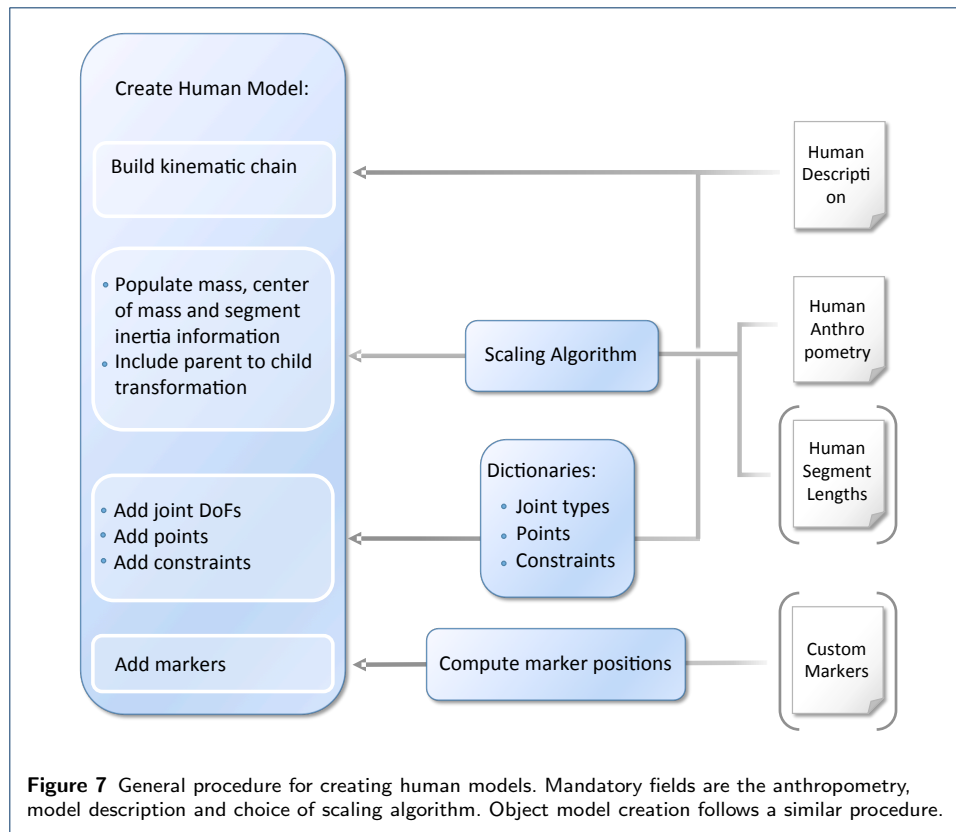 Create Human Model:
Build kinematic chain
• Populate mass, center
of mass and segment
inertia information
• Include parent to child
transformation
• Add joint DoFs
• Add points
• Add constraints
Add markers
Scaling Algorithm
Dictionaries:
• Joint types
• Points
• Constraints
Compute marker positions
Human
Descripti
on
Human
Anthro
pometry
Human
Segment
Lengths
Custom
Markers
Figure 7 General procedure for creating human models. Mandatory fields are the anthropometry,
model description and choice of scaling algorithm. Object model creation follows a similar procedure.